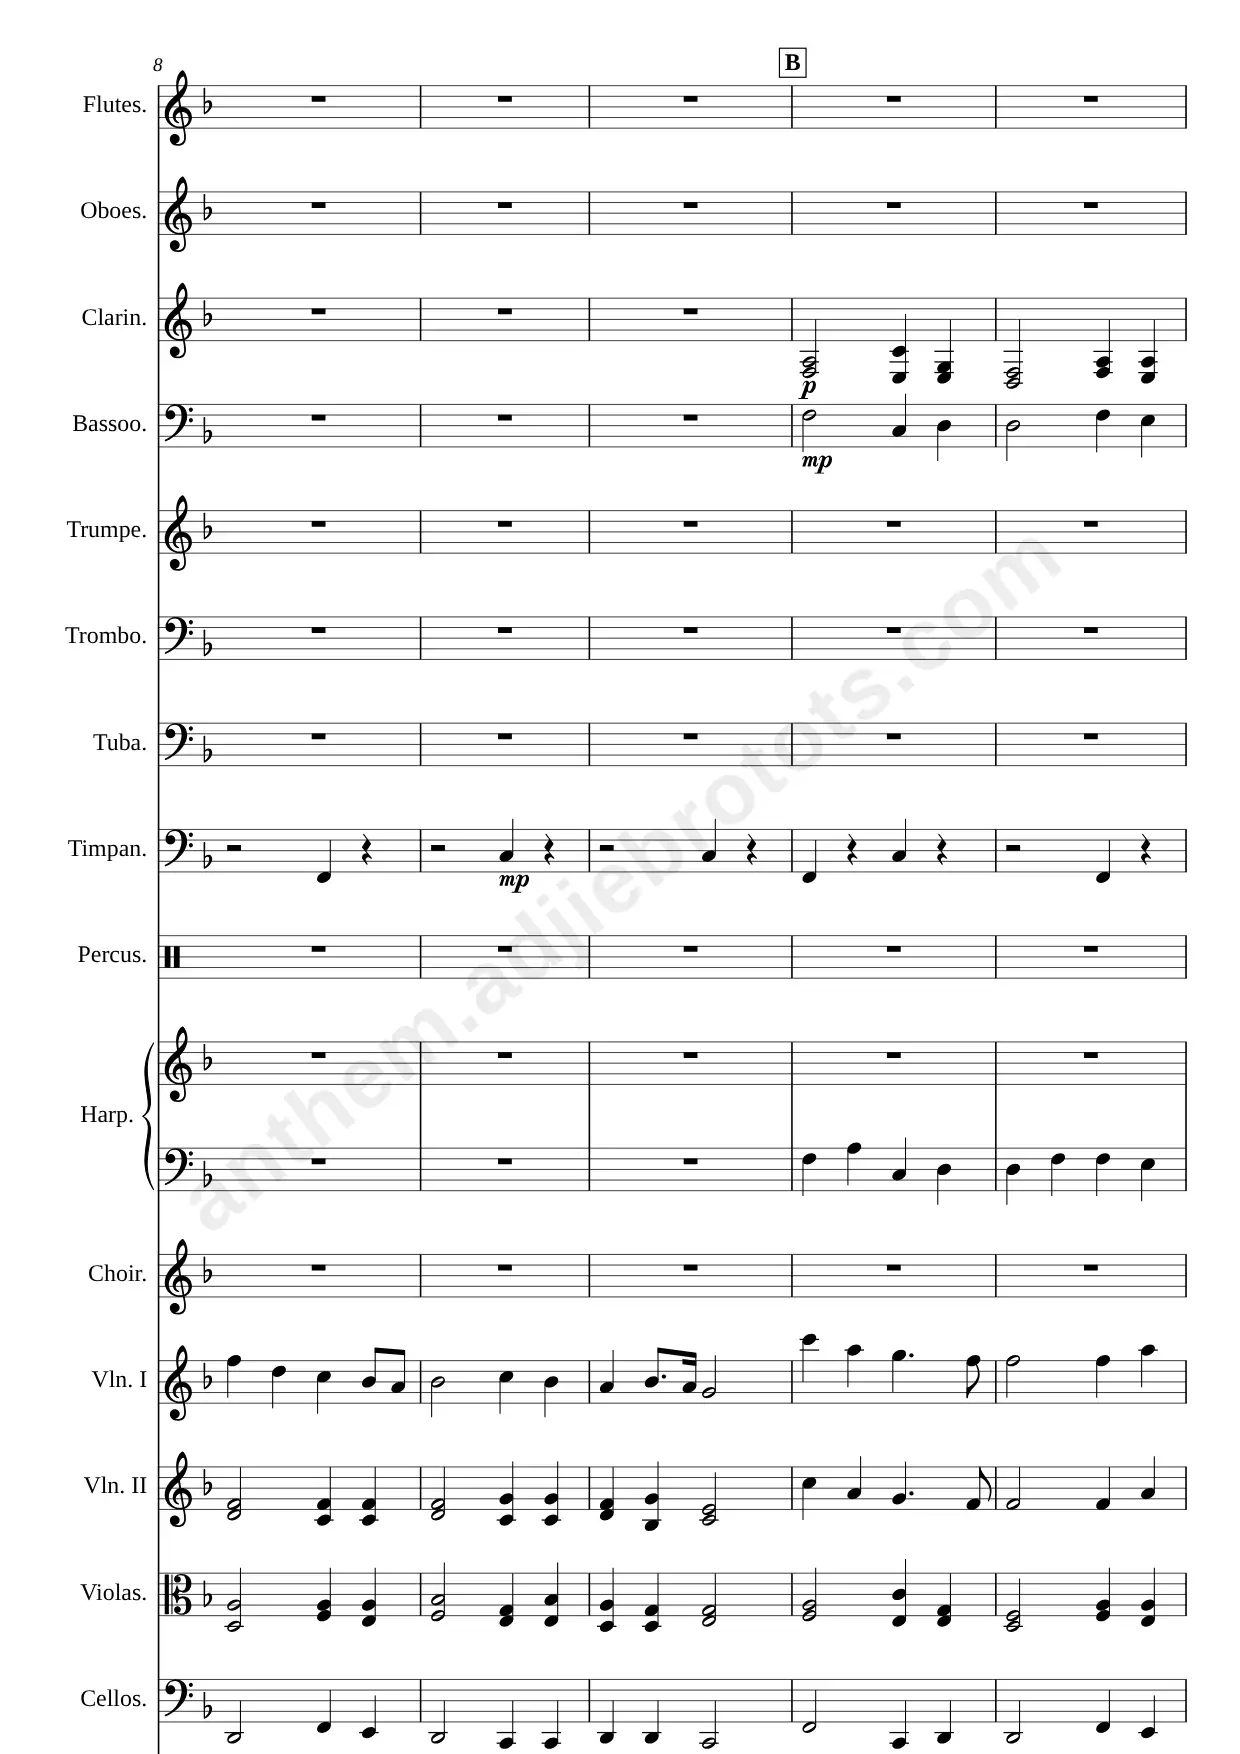 8
B
Flutes.
Oboes.
Clarin.
p
Bassoo.
mp
Trumpe.
Trombo.
Tuba.
Timpan.
mp
Percus.
Harp.
Choir.
Vln. I
Vln. II
Violas.
Cellos.
anthem.adjiebrotots.com